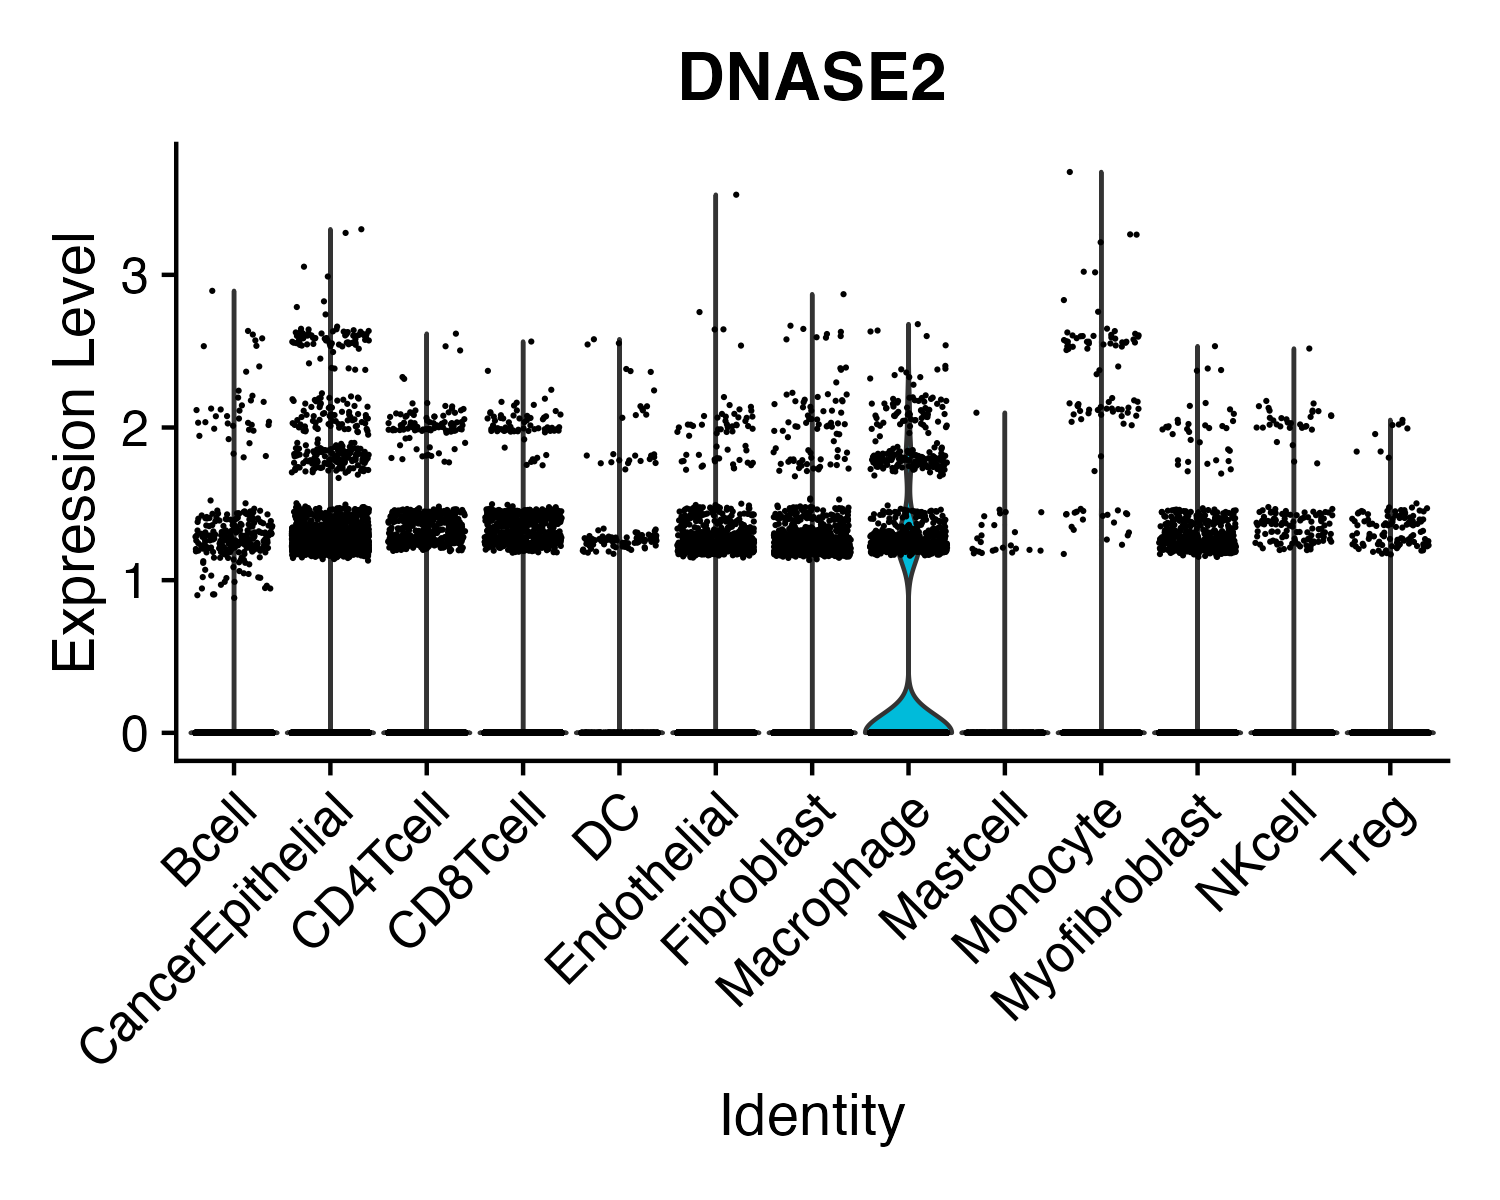 DNASE2
Expression Level
3
2
1
0
Bcell
CancerEpithelial
CD4Tcell
CD8Tcell
DC
Endothelial
Fibroblast
Macrophage
Mastcell
Monocyte
Myofibroblast
NKcell
Treg
Identity